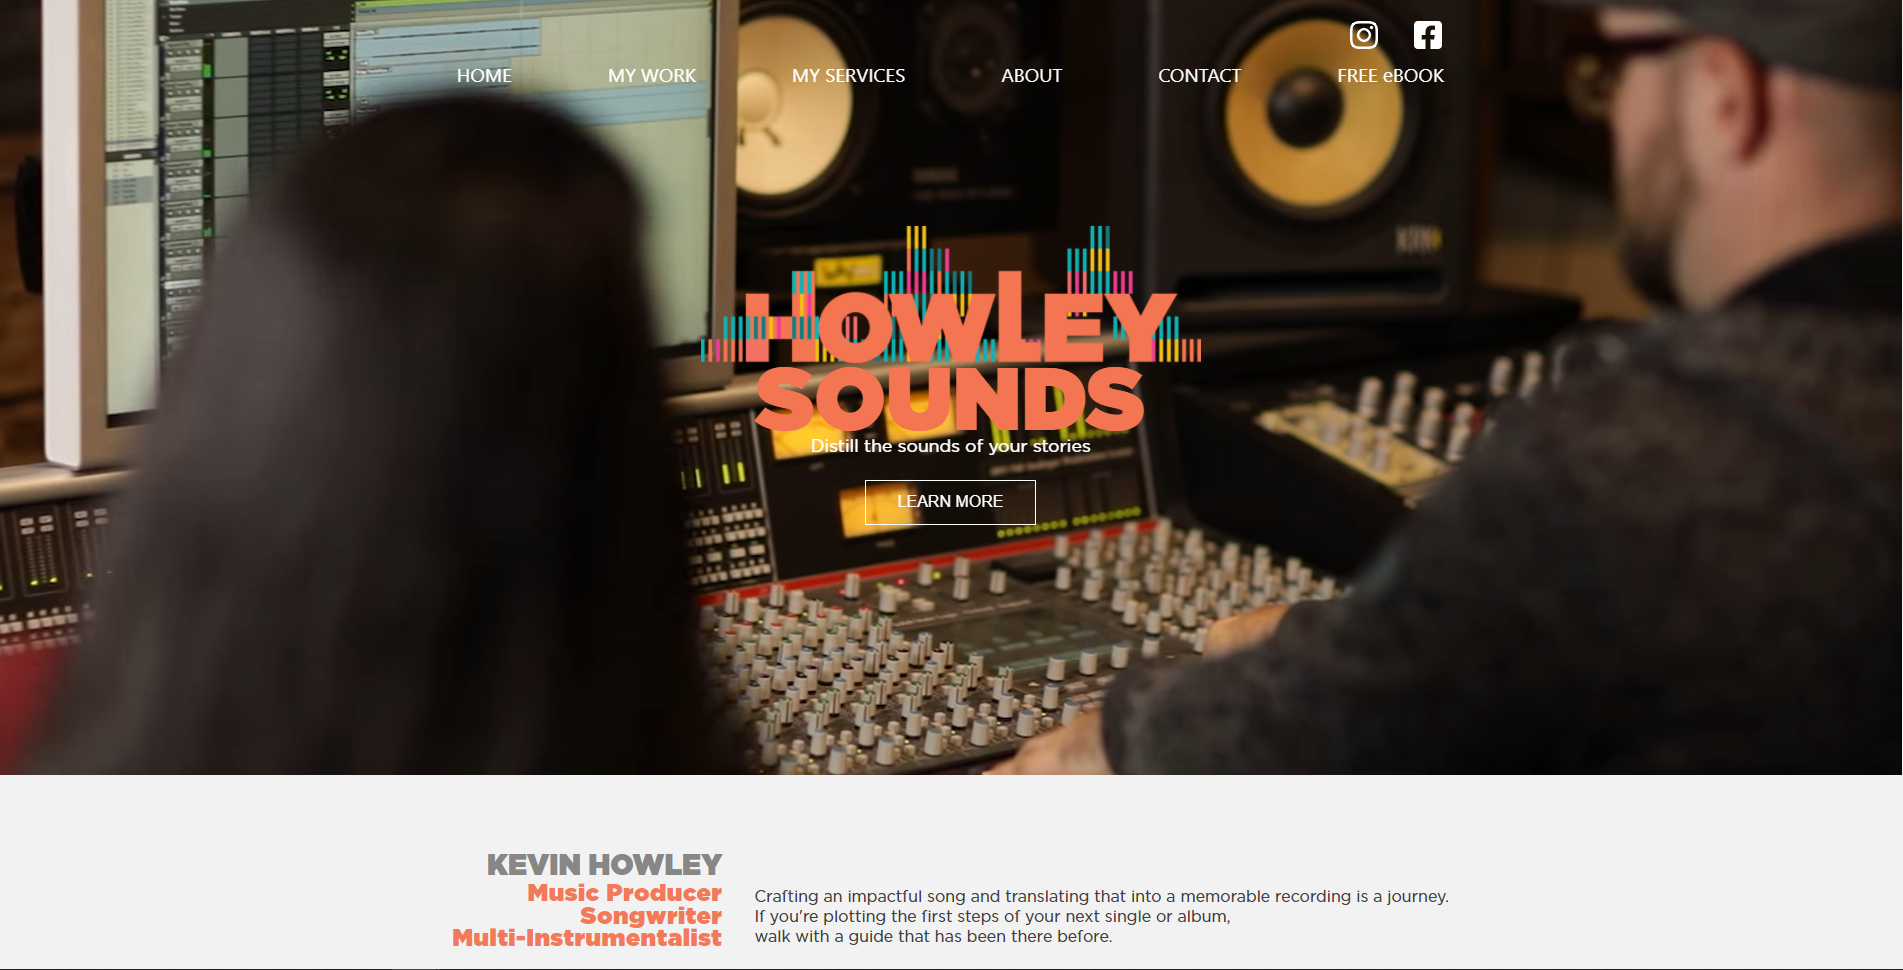 HOME
MY WORK
MY SERVICES
ABOUT
CONTACT
FREE eBOOK
KRK
HOWLEY
SOUNDS
Distill the sounds of your stories
LEARN MORE
KEVIN HOWLEY
Music Producer
Songwriter
Multi-Instrumentalist
Crafting an impactful song and translating that into a memorable recording is a journey.
If you're plotting the first steps of your next single or album,
walk with a guide that has been there before.